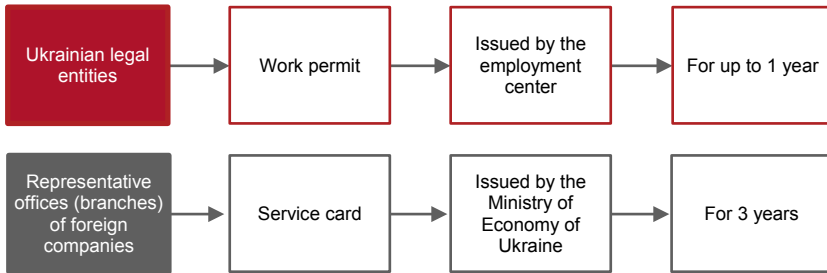 Ukrainian legal
entities
Work permit
Issued by the
employment
center
For up to 1 year
Representative
offices (branches)
of foreign
companies
Service card
Issued by the
Ministry of
Economy of
Ukraine
For 3 years